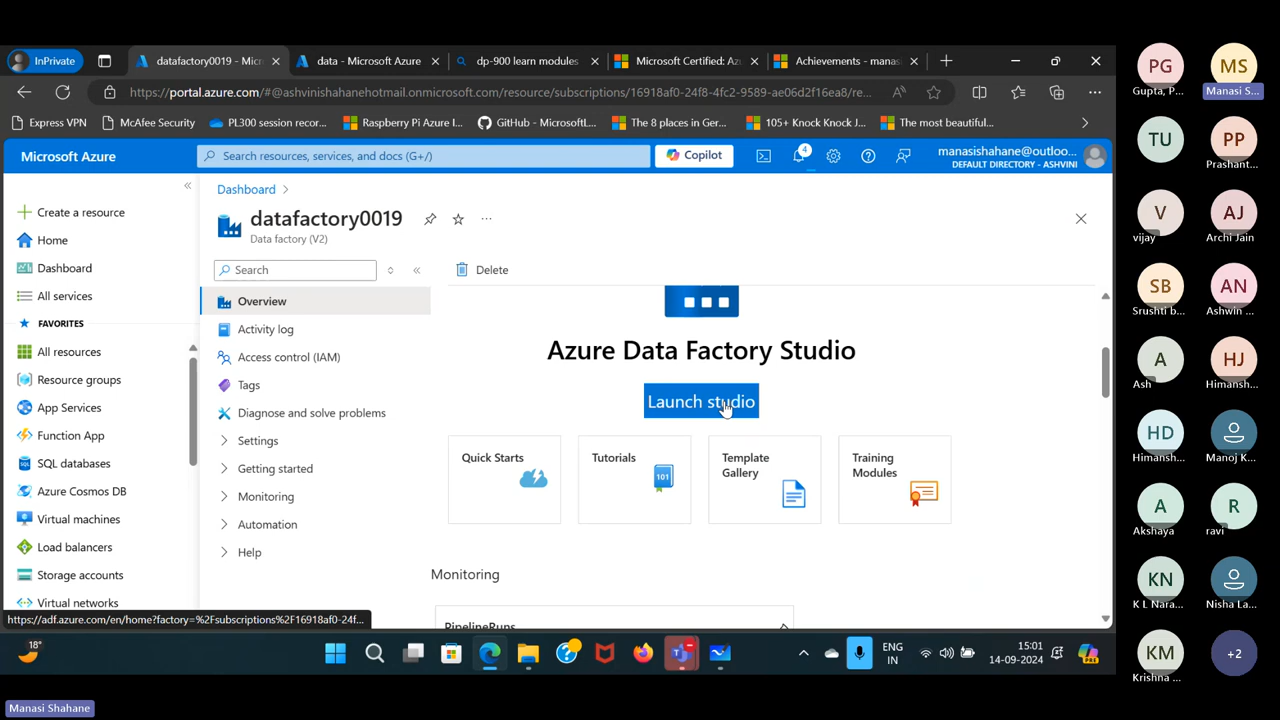 InPrivate
datafactory0019 - Micr
data - Microsoft Azure
dp-900 learn modules
Microsoft Certified: Az
Achievements - manas
https://portal.azure.com/#@ashvinishahanehotmail.onmicrosoft.com/resource/subscriptions/16918af0-24f8-4fc2-9589-ae06d2f16ea8/re...
Express VPN
McAfee Security
PL300 session recor...
Raspberry Pi Azure I...
GitHub - MicrosoftL...
The 8 places in Ger...
105+ Knock Knock J...
The most beautiful...
Microsoft Azure
Search resources, services, and docs (G+/)
Copilot
4
manasishahane@outloo...
DEFAULT DIRECTORY - ASHVINI
Create a resource
Home
Dashboard
All services
FAVORITES
All resources
Resource groups
App Services
Function App
SQL databases
Azure Cosmos DB
Virtual machines
Load balancers
Storage accounts
Virtual networks
Dashboard
datafactory0019
Data factory (V2)
Search
Delete
Overview
Activity log
Access control (IAM)
Tags
Diagnose and solve problems
Settings
Getting started
Monitoring
Automation
Help
Azure Data Factory Studio
Launch studio
Quick Starts
Tutorials
101
Template
Gallery
Training
Modules
Monitoring
PipelineRuns
https://adf.azure.com/en/home?factory=%2Fsubscriptions%2F16918af0-24f...
18°
ENG
IN
15:01
14-09-2024
PRE
PG
Gupta, P...
MS
Manasi S...
TU
PP
Prashant...
V
vijay
AJ
Archi Jain
SB
Srushti b...
AN
Ashwin ...
A
Ash
HJ
Himansh...
HD
Himansh...
Manoj K...
A
Akshaya
R
ravi
KN
K L Nara...
Nisha La...
KM
Krishna ...
+2
Manasi Shahane